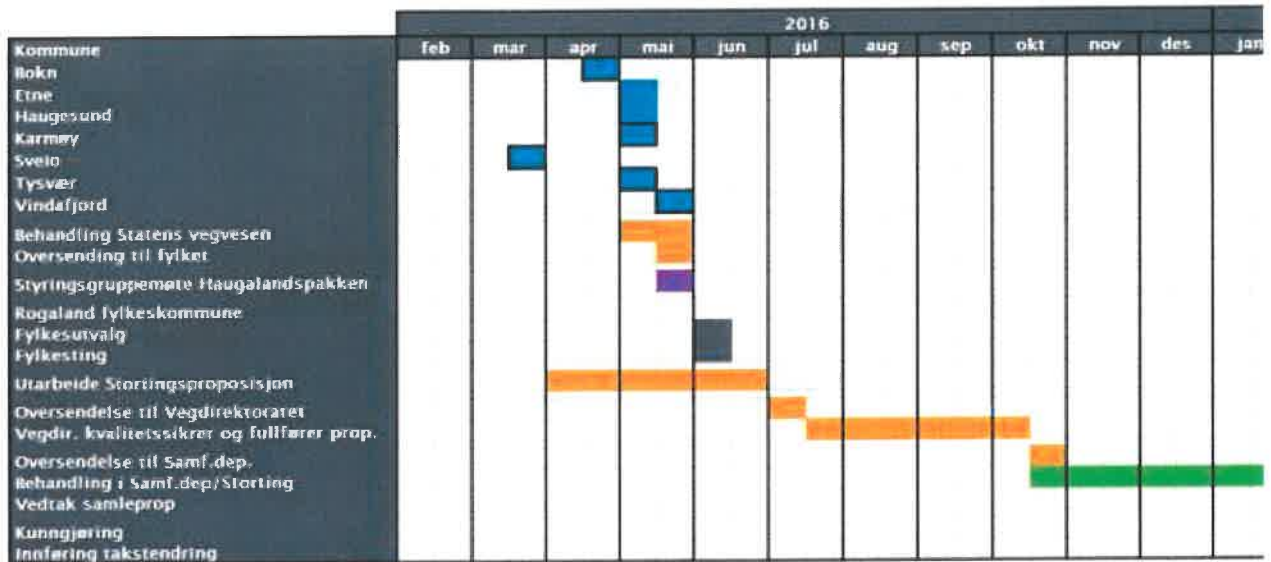 2016
Kommune feb mar apr mai jun jul aug sep okt nov des jan
Bokn
Etne
Haugesund
Karmøy
Sveio
Tysvær
Vindafjord
Behandling Statens vegvesen
Oversending til fylket
Styringsgruppemøte Haugalandspakken
Rogaland fylkeskommune
Fylkesutvalg
Fylkesting
Utarbeide Stortingsproposisjon
Oversendelse til Vegdirektoratet
Vegdir. kvalitetssikrer og fullfører prop.
Oversendelse til Samf.dep.
Behandling i Samf.dep/Storting
Vedtak samleprop
Kunngjøring
Innføring takstendring